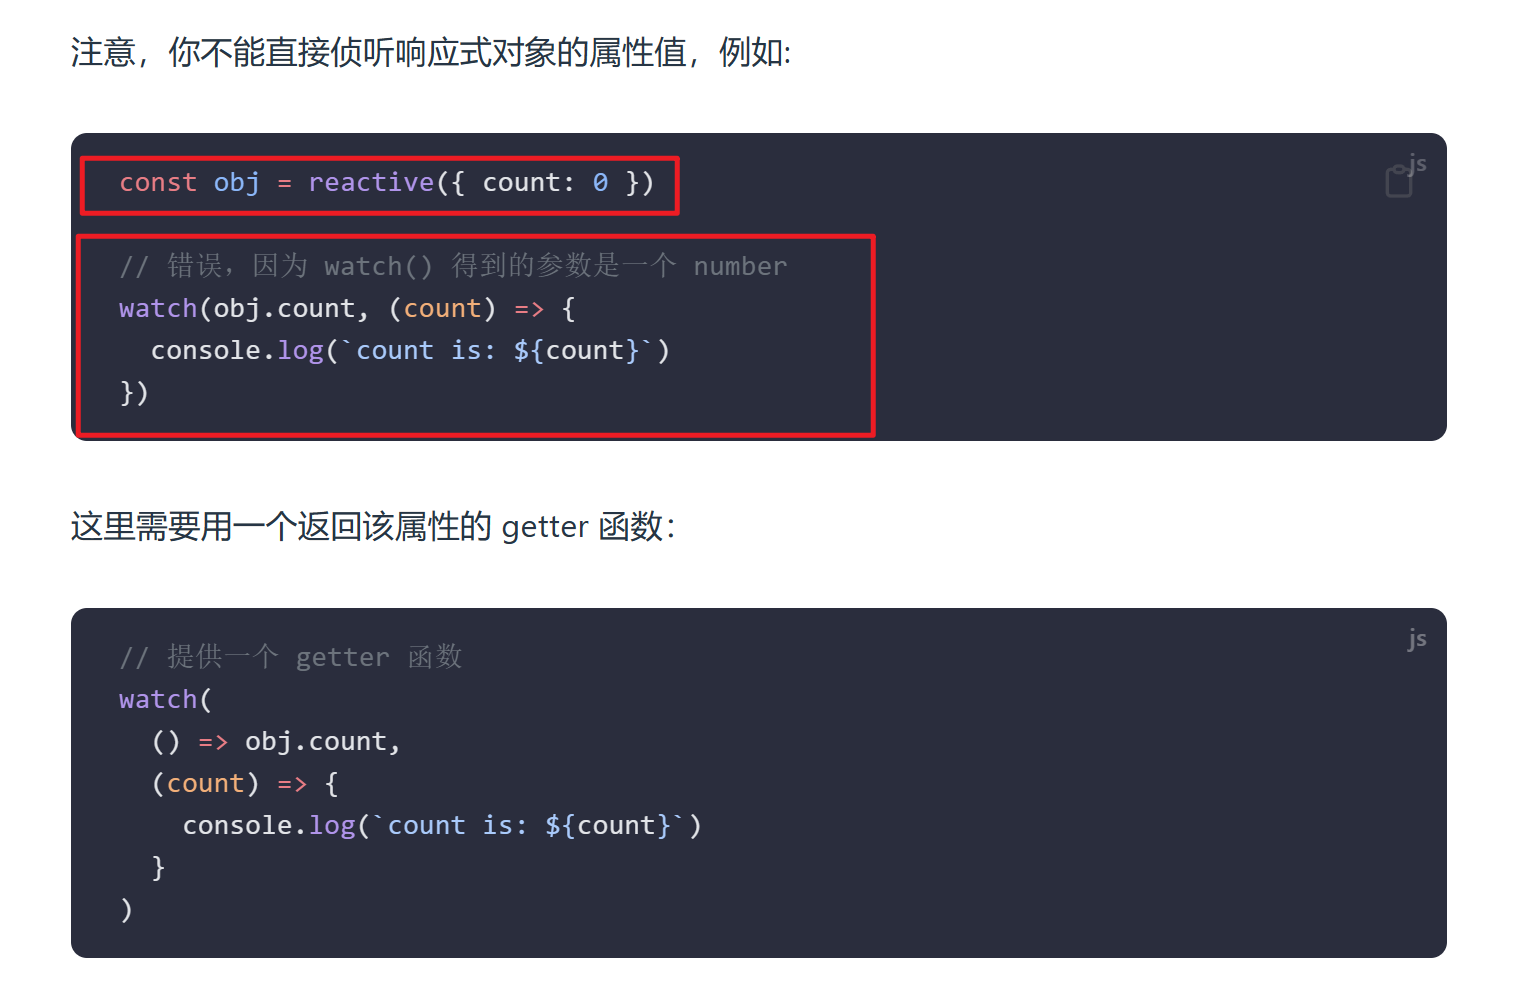 注意，你不能直接侦听响应式对象的属性值，例如:
js
const obj = reactive({ count: 0 })
// 错误，因为 watch() 得到的参数是一个 number
watch(obj.count, (count) => {
  console.log(`count is: ${count}`)
})
这里需要用一个返回该属性的 getter 函数：
js
// 提供一个 getter 函数
watch(
  () => obj.count,
  (count) => {
    console.log(`count is: ${count}`)
  }
)